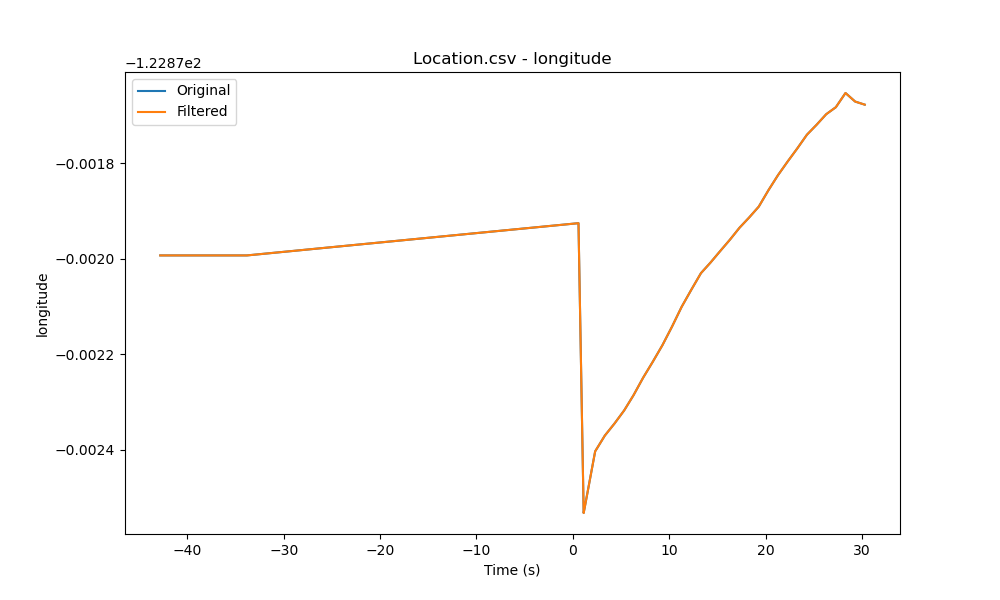 Location.csv - longitude
−1.2287e2
Original
Filtered
−0.0018
−0.0020
−0.0022
−0.0024
longitude
−40
−30
−20
−10
0
10
20
30
Time (s)